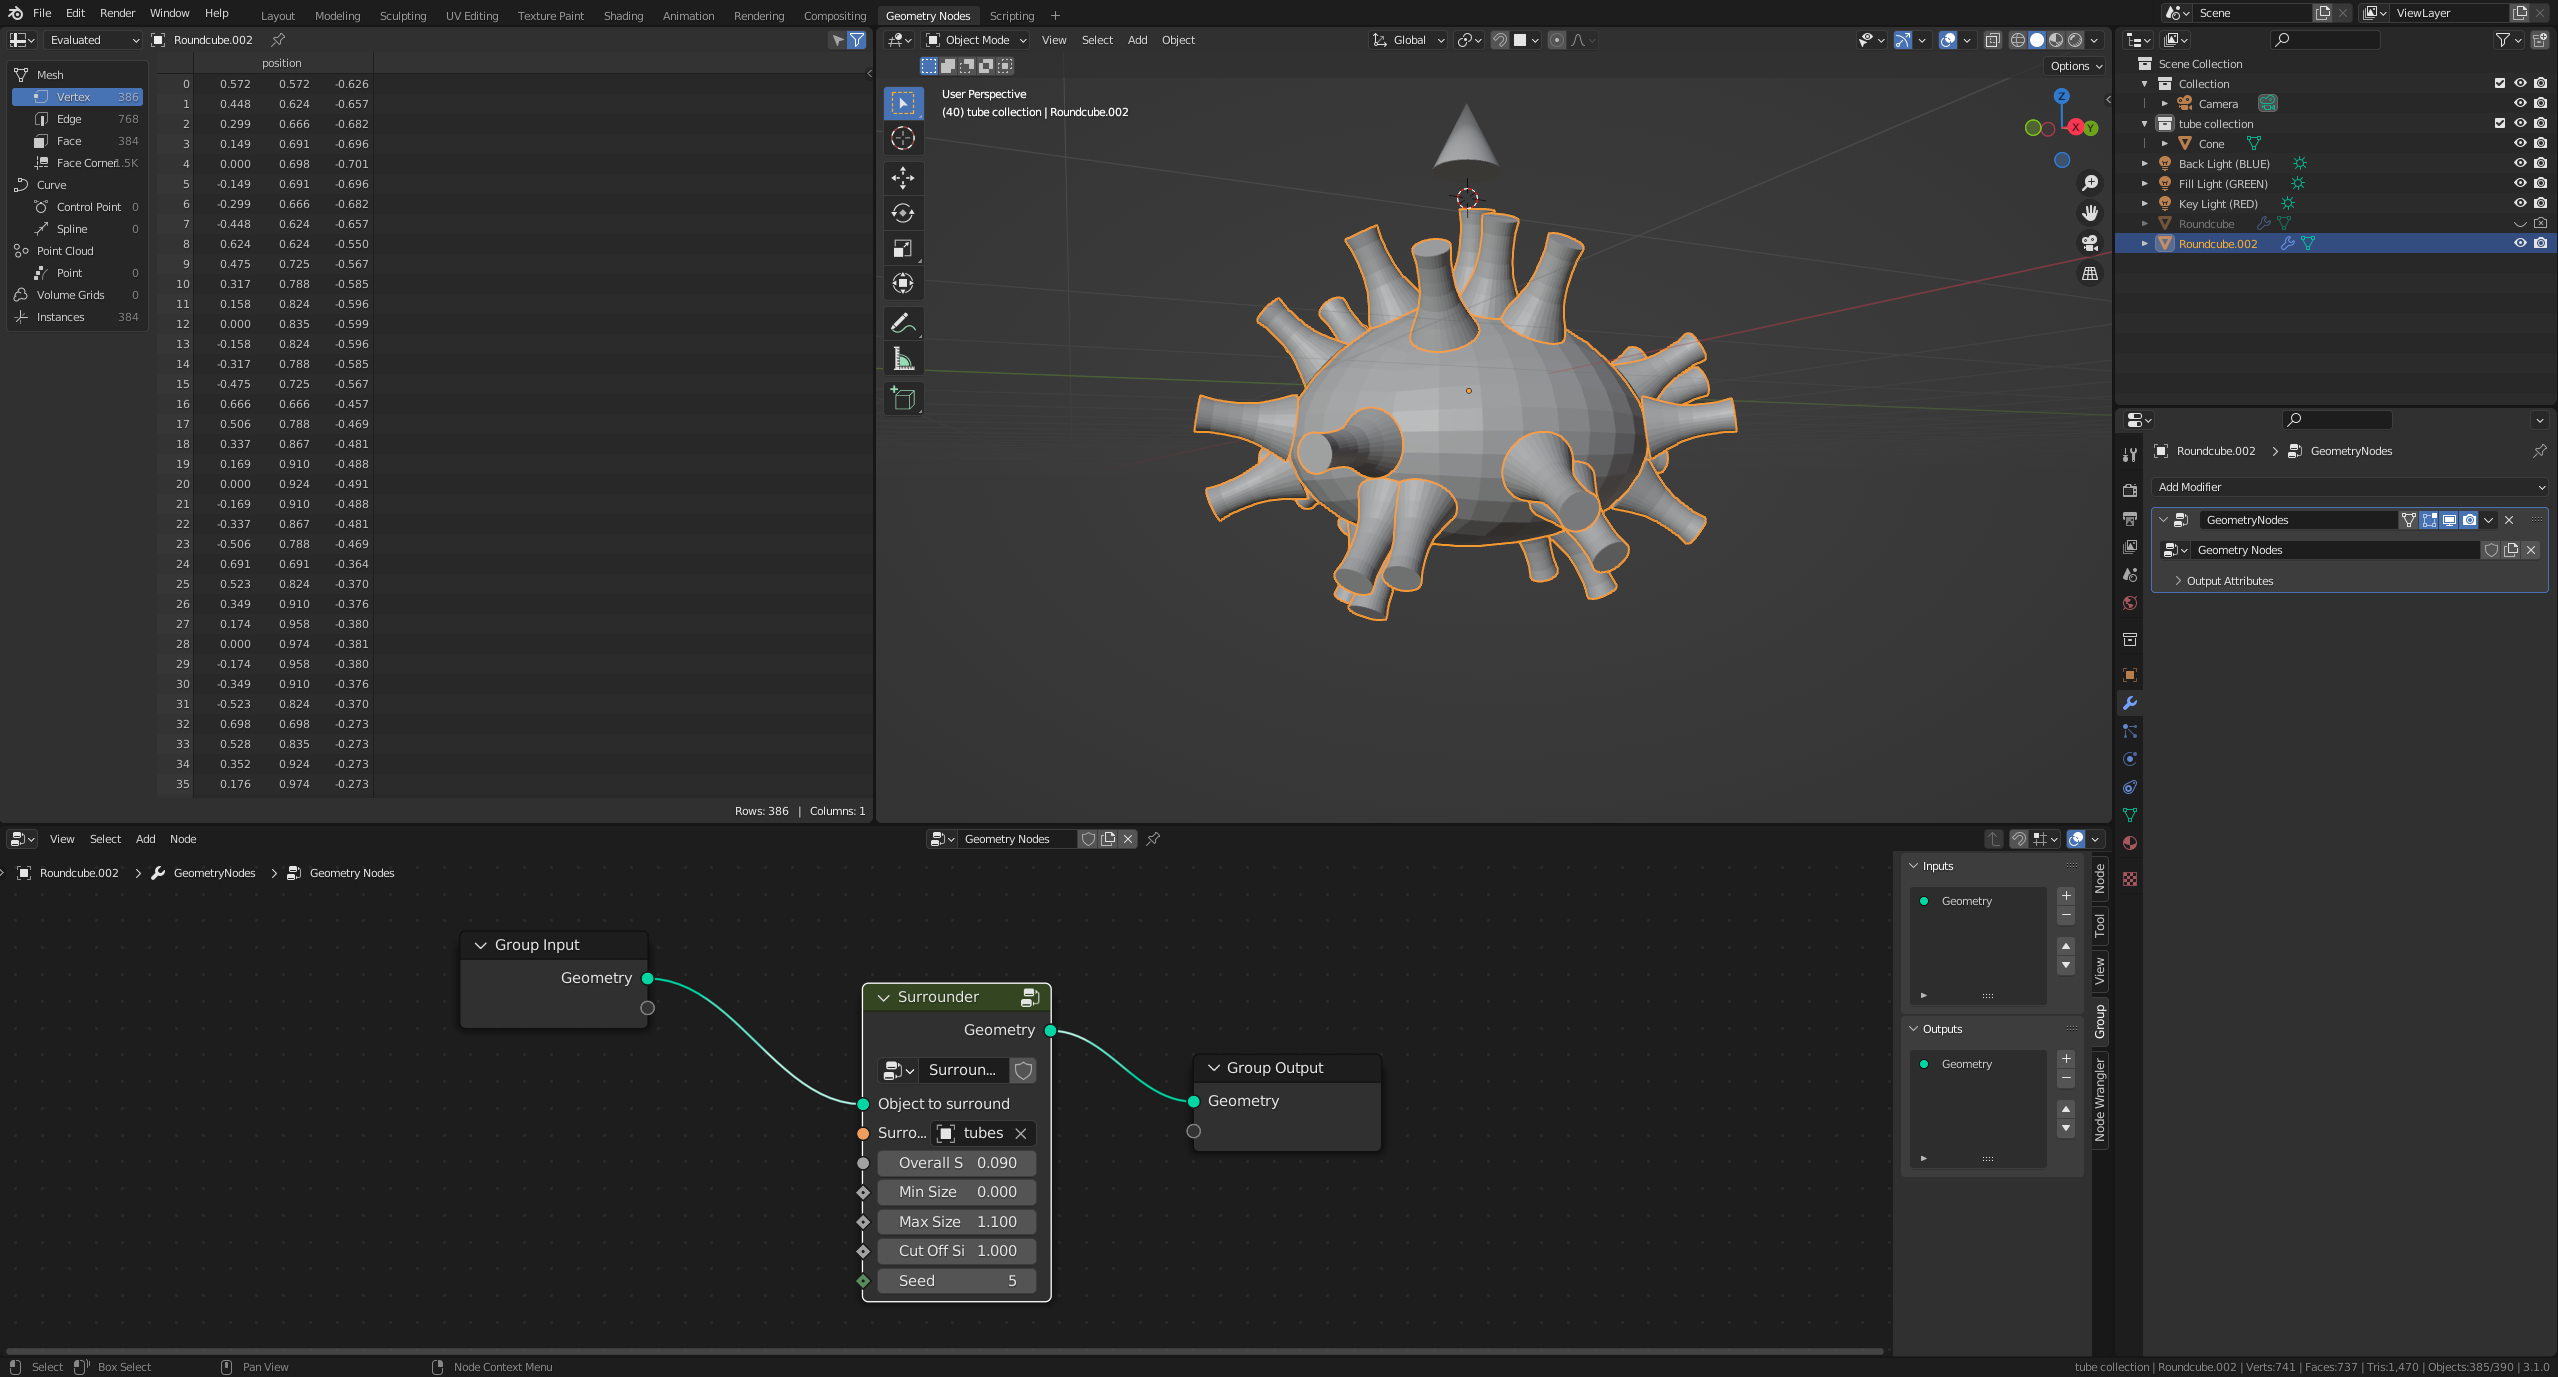 File Edit Render Window Help Layout Modeling Sculpting UV Editing Texture Paint Shading Animation Rendering Compositing Geometry Nodes Scripting + Scene ViewLayer
Evaluated Roundcube.002
Object Mode View Select Add Object Global
Options
position
Mesh
Vertex 386
Edge 768
Face 384
Face Corner 1.5K
Curve
Control Point 0
Spline 0
Point Cloud
Point 0
Volume Grids 0
Instances 384
0 0.572 0.572 -0.626
1 0.448 0.624 -0.657
2 0.299 0.666 -0.682
3 0.149 0.691 -0.696
4 0.000 0.698 -0.701
5 -0.149 0.691 -0.696
6 -0.299 0.666 -0.682
7 -0.448 0.624 -0.657
8 0.624 0.624 -0.550
9 0.475 0.725 -0.567
10 0.317 0.788 -0.585
11 0.158 0.824 -0.596
12 0.000 0.835 -0.599
13 -0.158 0.824 -0.596
14 -0.317 0.788 -0.585
15 -0.475 0.725 -0.567
16 0.666 0.666 -0.457
17 0.506 0.788 -0.469
18 0.337 0.867 -0.481
19 0.169 0.910 -0.488
20 0.000 0.924 -0.491
21 -0.169 0.910 -0.488
22 -0.337 0.867 -0.481
23 -0.506 0.788 -0.469
24 0.691 0.691 -0.364
25 0.523 0.824 -0.370
26 0.349 0.910 -0.376
27 0.174 0.958 -0.380
28 0.000 0.974 -0.381
29 -0.174 0.958 -0.380
30 -0.349 0.910 -0.376
31 -0.523 0.824 -0.370
32 0.698 0.698 -0.273
33 0.528 0.835 -0.273
34 0.352 0.924 -0.273
35 0.176 0.974 -0.273
Rows: 386 | Columns: 1
User Perspective
(40) tube collection | Roundcube.002
Z
X Y
Scene Collection
Collection
Camera
tube collection
Cone
Back Light (BLUE)
Fill Light (GREEN)
Key Light (RED)
Roundcube
Roundcube.002
Roundcube.002 > GeometryNodes
Add Modifier
GeometryNodes
Geometry Nodes
Output Attributes
View Select Add Node Geometry Nodes
Roundcube.002 > GeometryNodes > Geometry Nodes
Group Input
Geometry
Surrounder
Geometry
Surroun...
Object to surround
Surro... tubes
Overall S 0.090
Min Size 0.000
Max Size 1.100
Cut Off Si 1.000
Seed 5
Group Output
Geometry
Inputs
Geometry
Outputs
Geometry
Node
Tool
View
Group
Node Wrangler
Select Box Select Pan View Node Context Menu tube collection | Roundcube.002 | Verts:741 | Faces:737 | Tris:1,470 | Objects:385/390 | 3.1.0